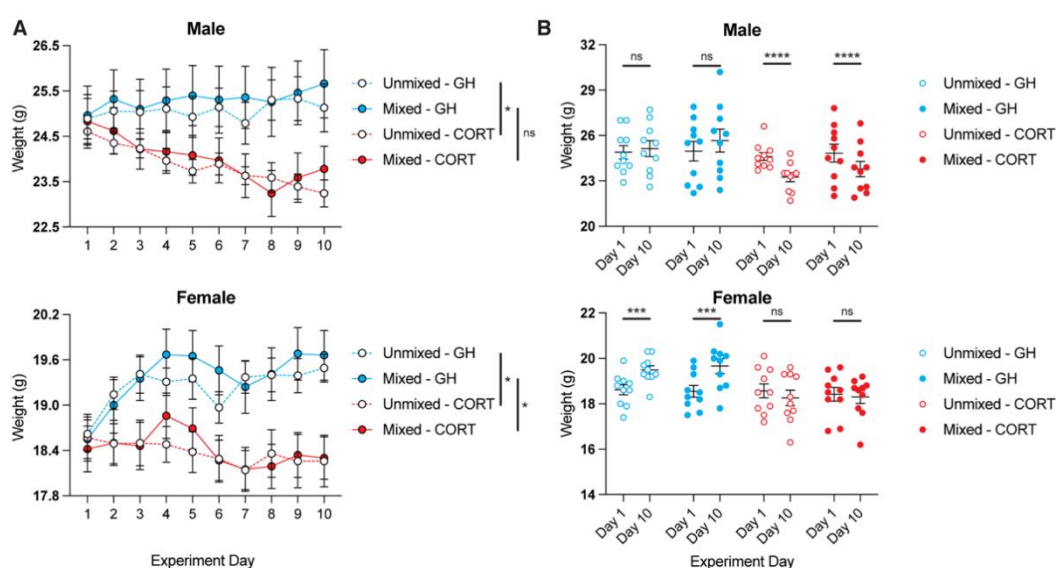 A
Male
Weight (g)
26.5
25.5
24.5
23.5
22.5
1 2 3 4 5 6 7 8 9 10
Unmixed - GH
Mixed - GH
Unmixed - CORT
Mixed - CORT
*
ns
Female
Weight (g)
20.2
19.6
19.0
18.4
17.8
1 2 3 4 5 6 7 8 9 10
Experiment Day
Unmixed - GH
Mixed - GH
Unmixed - CORT
Mixed - CORT
*
*
B
Male
Weight (g)
32
29
26
23
20
ns ns **** ****
Day 1 Day 10 Day 1 Day 10 Day 1 Day 10 Day 1 Day 10
Unmixed - GH
Mixed - GH
Unmixed - CORT
Mixed - CORT
Female
Weight (g)
22
20
18
16
14
*** *** ns ns
Day 1 Day 10 Day 1 Day 10 Day 1 Day 10 Day 1 Day 10
Experiment Day
Unmixed - GH
Mixed - GH
Unmixed - CORT
Mixed - CORT